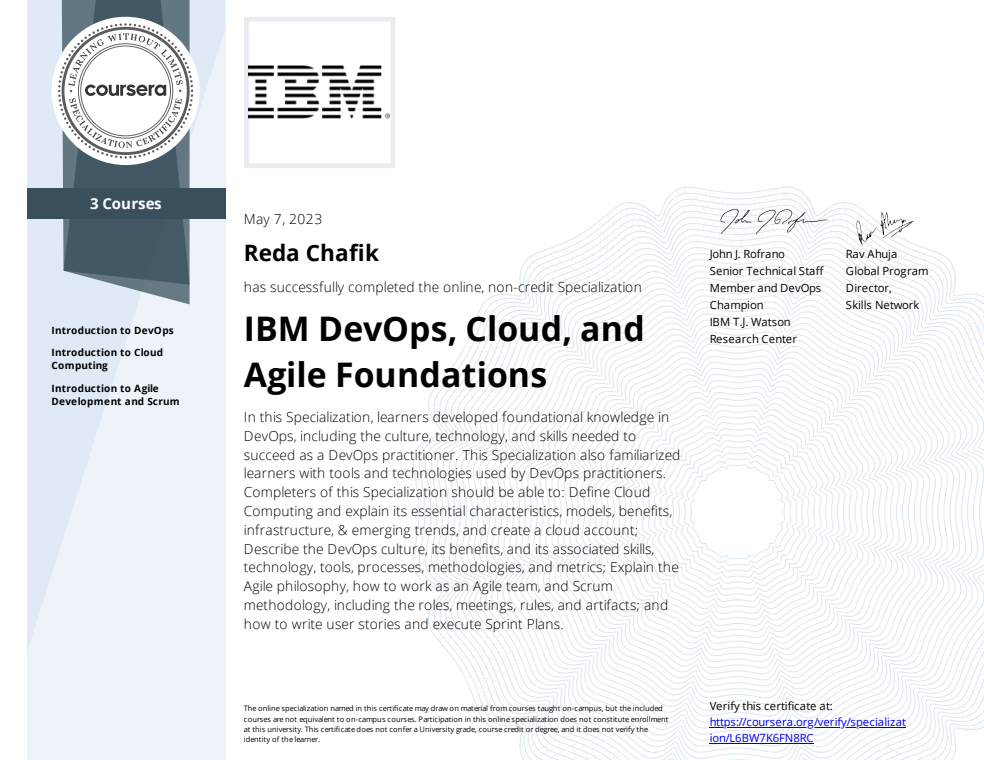 LEARNING WITHOUT LIMITS
coursera
SPECIALIZATION CERTIFICATE
IBM
3 Courses
Introduction to DevOps
Introduction to Cloud
Computing
Introduction to Agile
Development and Scrum
May 7, 2023
Reda Chafik
has successfully completed the online, non-credit Specialization
IBM DevOps, Cloud, and
Agile Foundations
In this Specialization, learners developed foundational knowledge in
DevOps, including the culture, technology, and skills needed to
succeed as a DevOps practitioner. This Specialization also familiarized
learners with tools and technologies used by DevOps practitioners.
Completers of this Specialization should be able to: Define Cloud
Computing and explain its essential characteristics, models, benefits,
infrastructure, & emerging trends, and create a cloud account;
Describe the DevOps culture, its benefits, and its associated skills,
technology, tools, processes, methodologies, and metrics; Explain the
Agile philosophy, how to work as an Agile team, and Scrum
methodology, including the roles, meetings, rules, and artifacts; and
how to write user stories and execute Sprint Plans.
John J. Rofrano
Senior Technical Staff
Member and DevOps
Champion
IBM T.J. Watson
Research Center
Rav Ahuja
Global Program
Director,
Skills Network
The online specialization named in this certificate may draw on material from courses taught on-campus, but the included
courses are not equivalent to on-campus courses. Participation in this online specialization does not constitute enrollment
at this university. This certificate does not confer a University grade, course credit or degree, and it does not verify the
identity of the learner.
Verify this certificate at:
https://coursera.org/verify/specializat
ion/L6BW7K6FN8RC